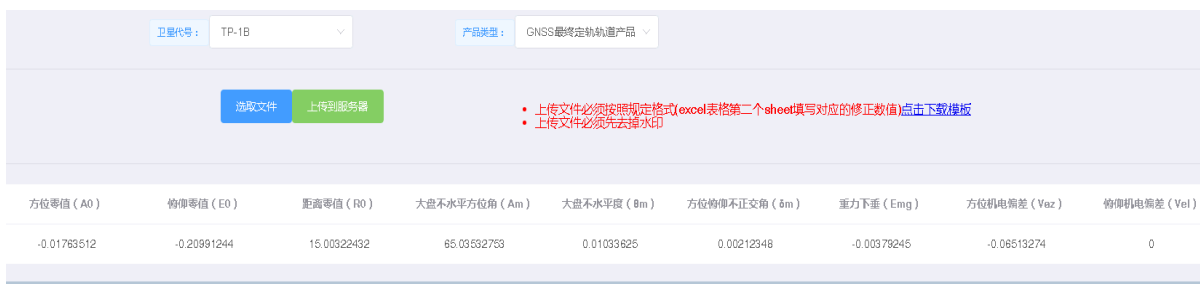 卫星代号： TP-1B 产品类型： GNSS最终定轨轨道产品
选取文件 上传到服务器
上传文件必须按照规定格式(excel表格第二个sheet填写对应的修正数值)点击下载模板
上传文件必须先去掉水印
方位零值（A0） 俯仰零值（E0） 距离零值（R0） 大盘不水平方位角（Am） 大盘不水平度（θm） 方位俯仰不正交角（δm） 重力下垂（Emg） 方位机电偏差（Vaz） 俯仰机电偏差（Vel）
-0.01763512 -0.20991244 15.00322432 65.03532753 0.01033625 0.00212348 -0.00379245 -0.06513274 0